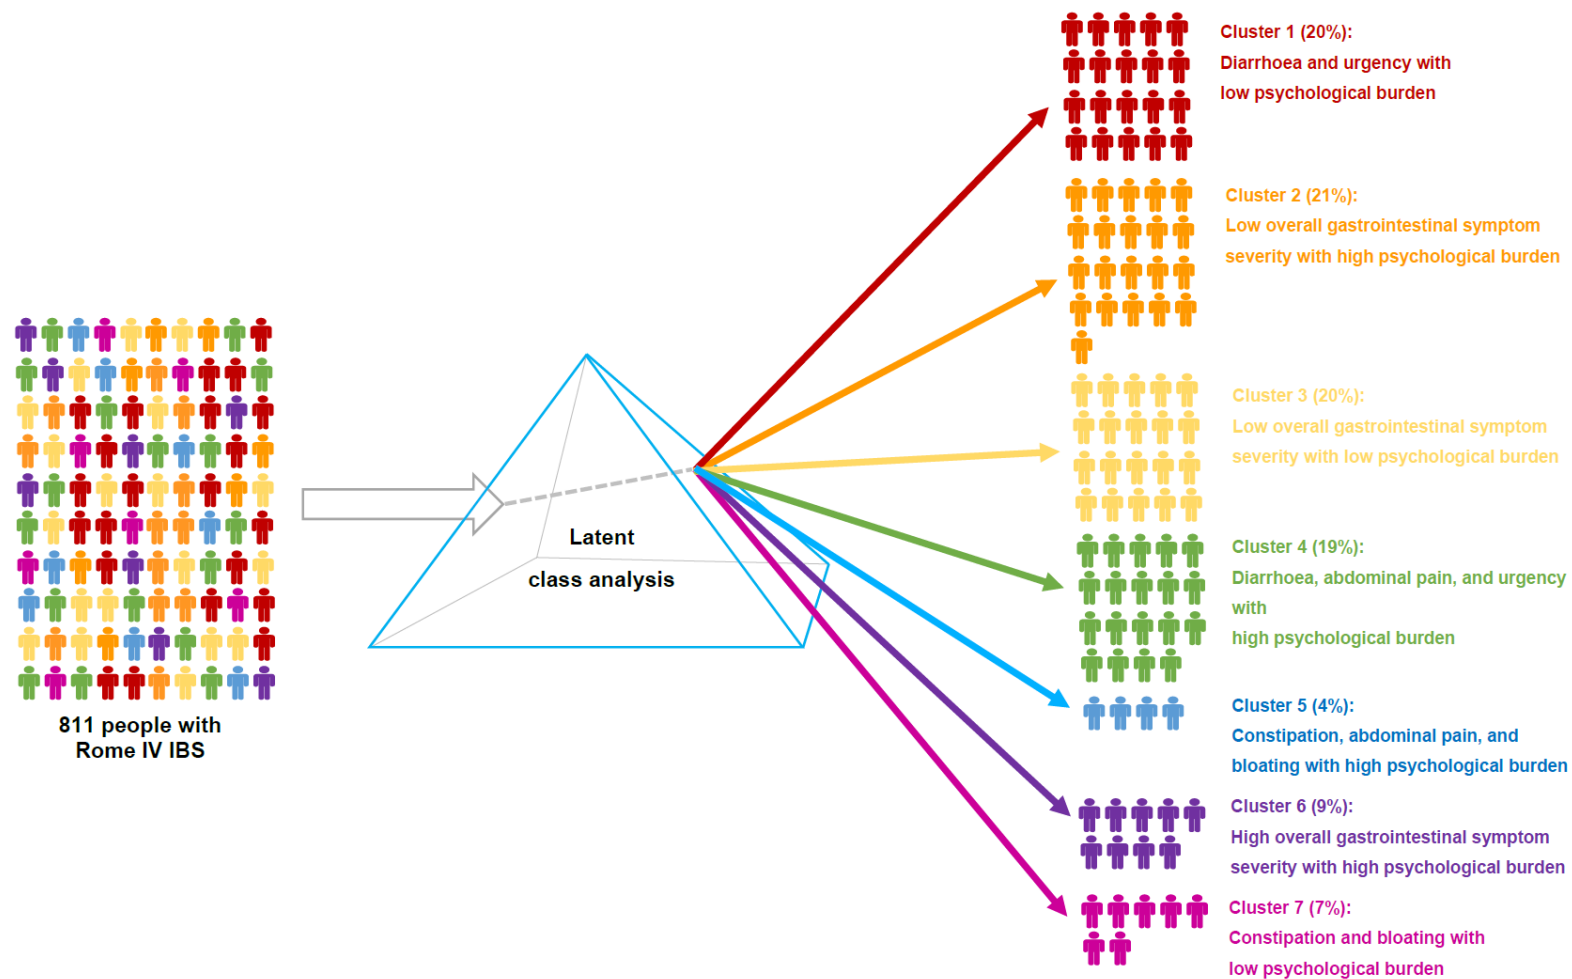 811 people with
Rome IV IBS
Latent
class analysis
Cluster 1 (20%):
Diarrhoea and urgency with
low psychological burden
Cluster 2 (21%):
Low overall gastrointestinal symptom
severity with high psychological burden
Cluster 3 (20%):
Low overall gastrointestinal symptom
severity with low psychological burden
Cluster 4 (19%):
Diarrhoea, abdominal pain, and urgency
with
high psychological burden
Cluster 5 (4%):
Constipation, abdominal pain, and
bloating with high psychological burden
Cluster 6 (9%):
High overall gastrointestinal symptom
severity with high psychological burden
Cluster 7 (7%):
Constipation and bloating with
low psychological burden